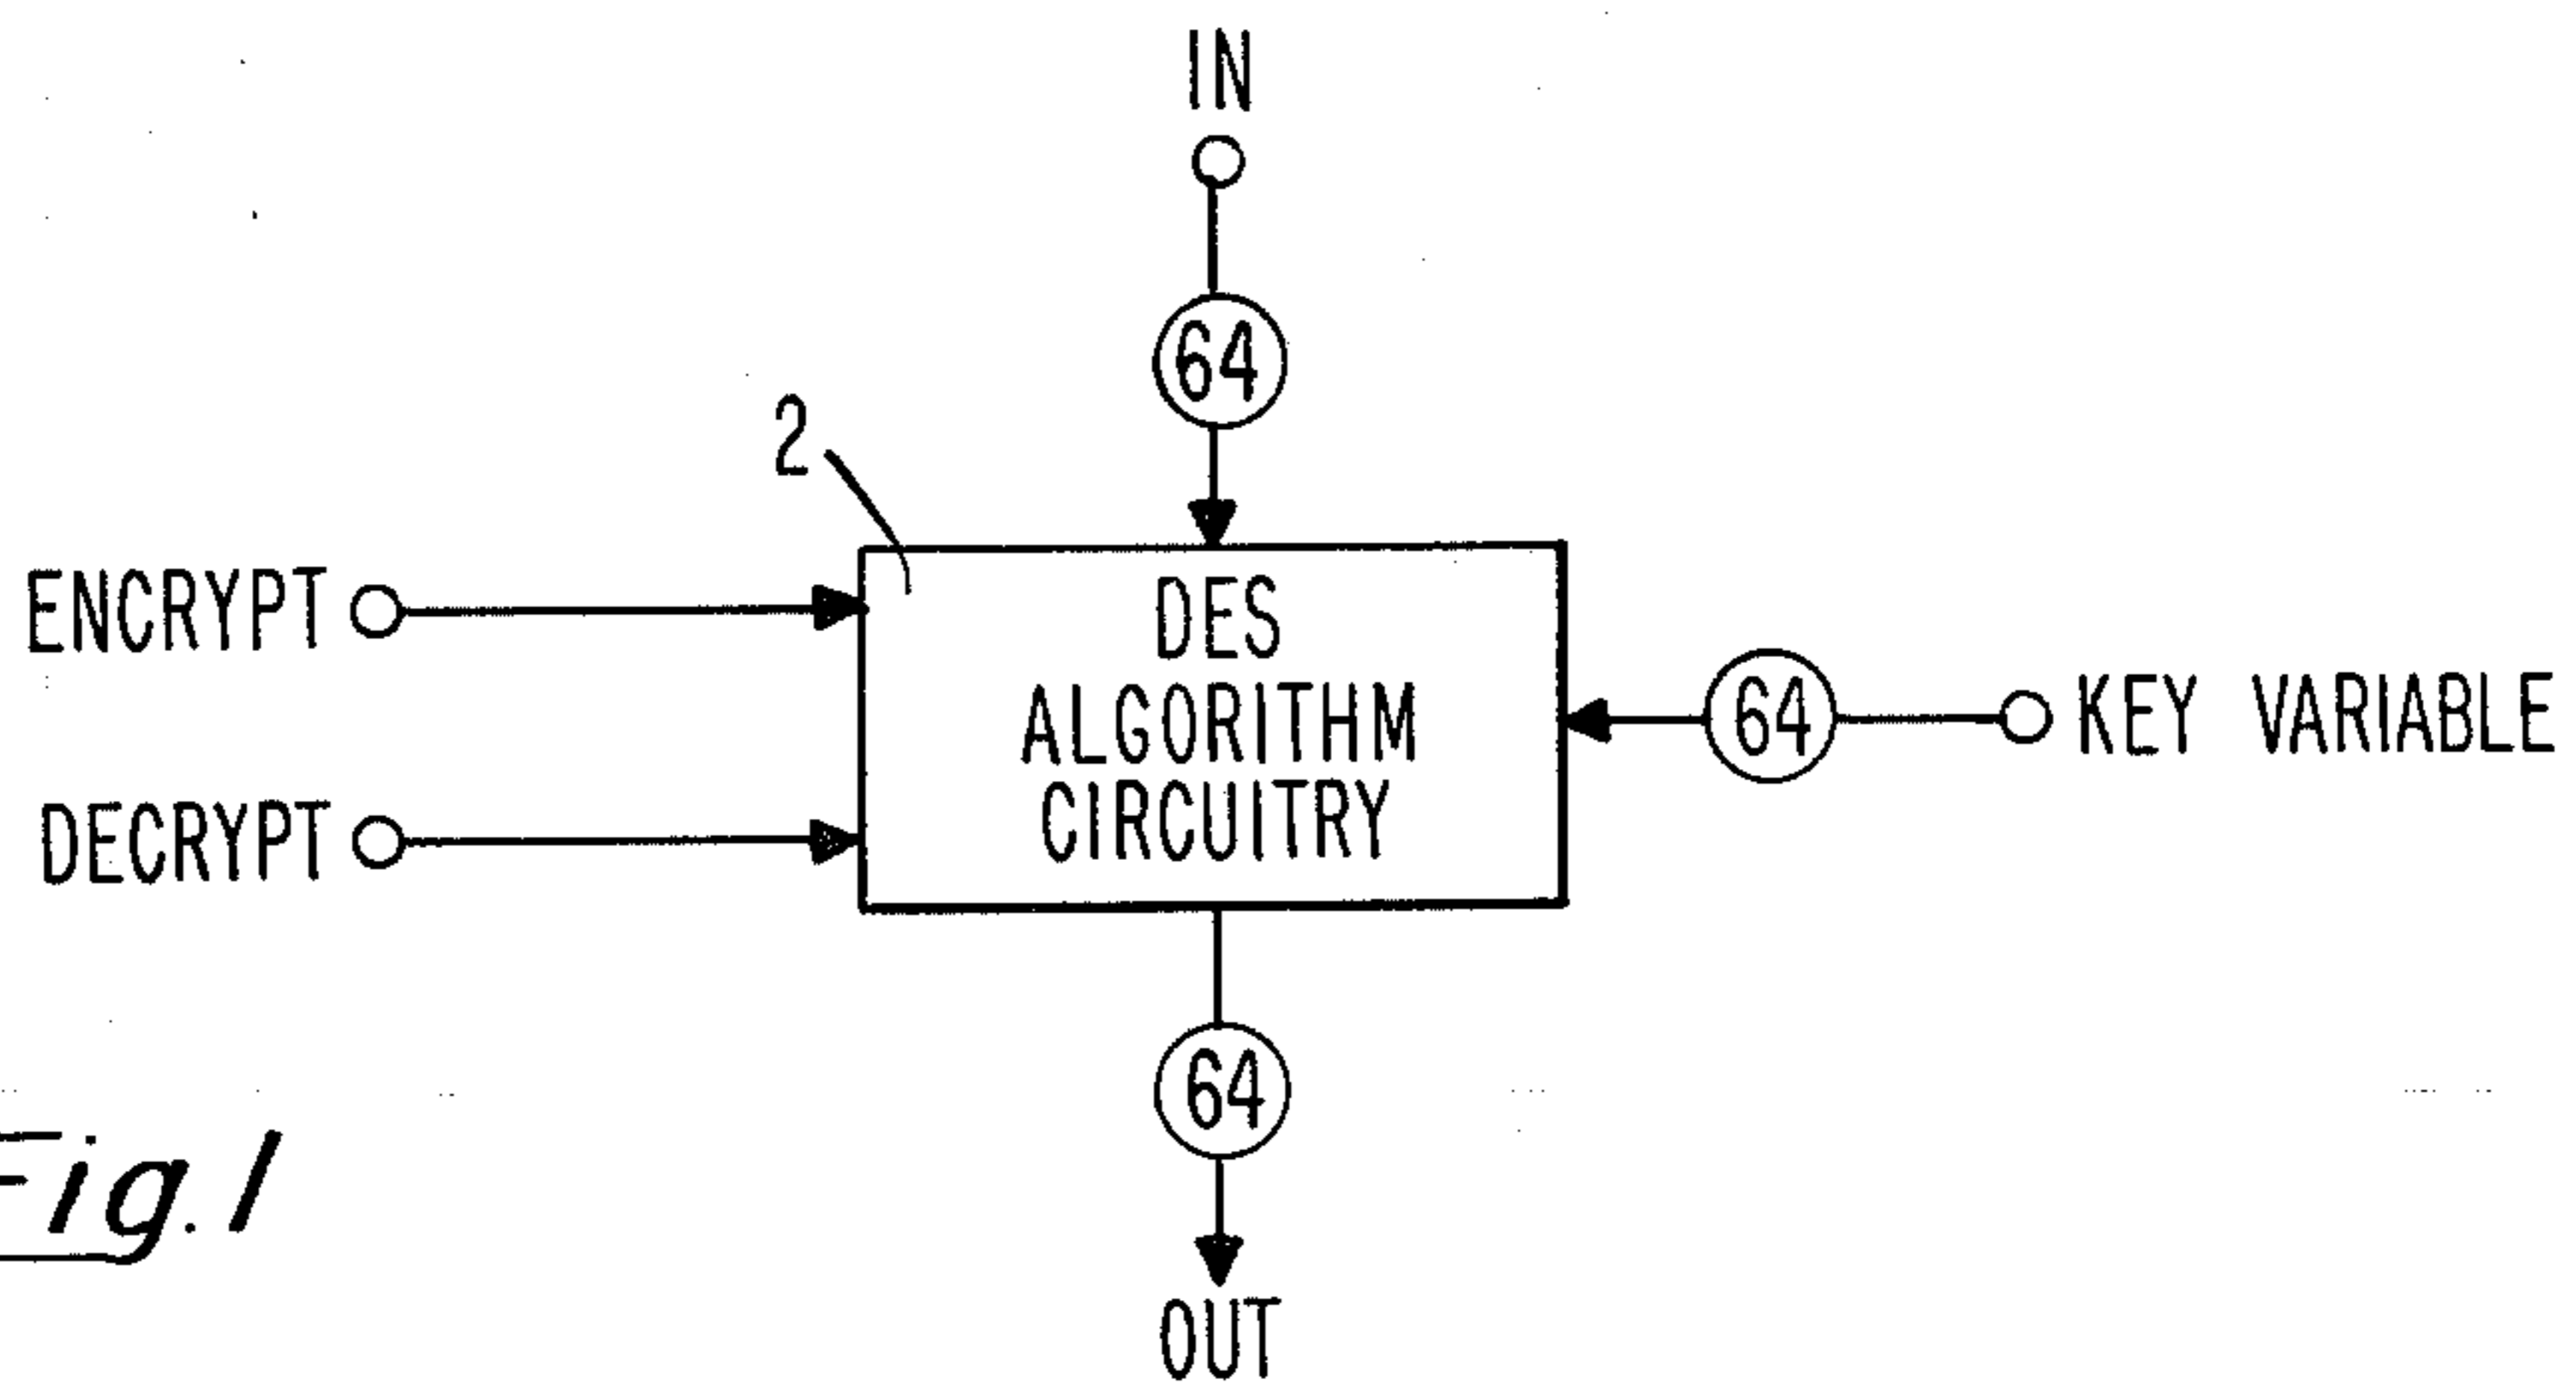 IN
64
2
ENCRYPT
DES
ALGORITHM
CIRCUITRY
64
KEY VARIABLE
DECRYPT
64
Fig.1
OUT